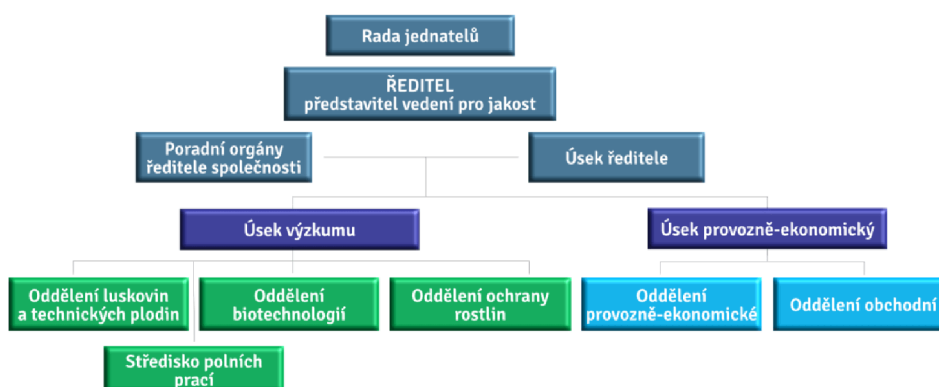 Rada jednatelů
ŘEDITEL
představitel vedení pro jakost
Poradní orgány
ředitele společnosti
Úsek ředitele
Úsek výzkumu
Úsek provozně-ekonomický
Oddělení luskovin
a technických plodin
Oddělení
biotechnologií
Oddělení ochrany
rostlin
Oddělení
provozně-ekonomické
Oddělení obchodní
Středisko polních
prací